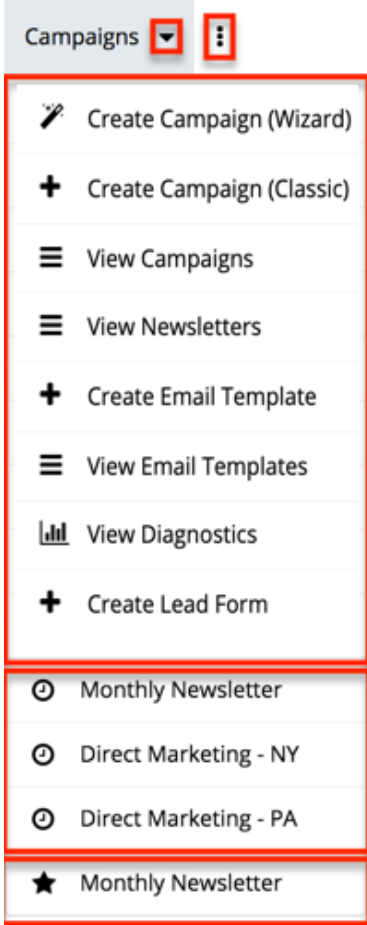 Campaigns
Create Campaign (Wizard)
Create Campaign (Classic)
View Campaigns
View Newsletters
Create Email Template
View Email Templates
View Diagnostics
Create Lead Form
Monthly Newsletter
Direct Marketing - NY
Direct Marketing - PA
Monthly Newsletter